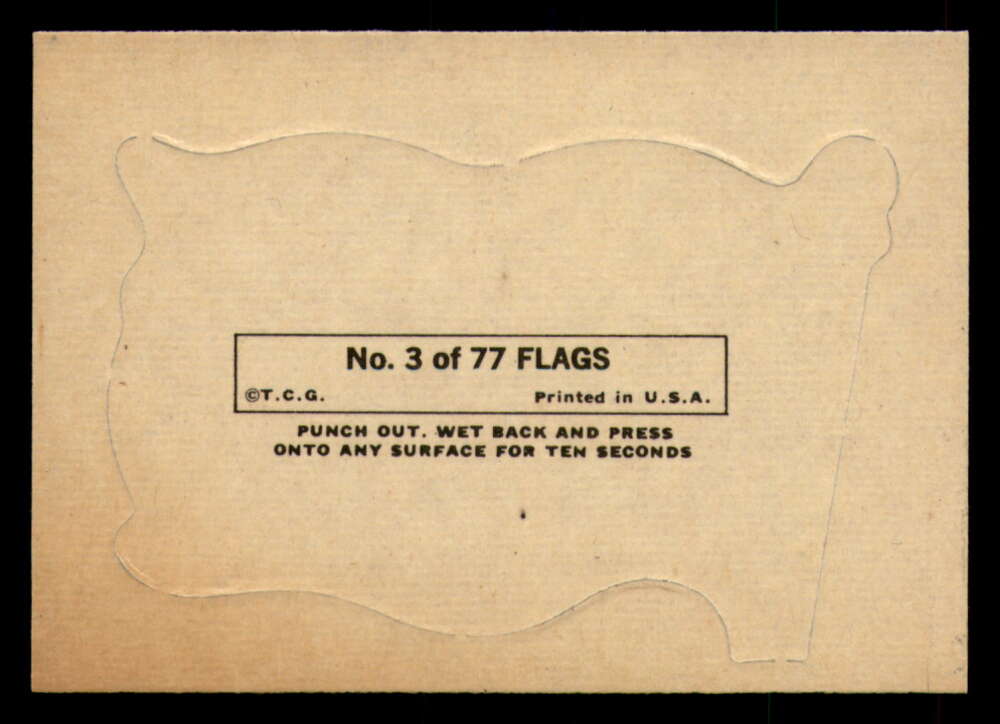 No. 3 of 77 FLAGS
©T.C.G. Printed in U.S.A.
PUNCH OUT. WET BACK AND PRESS
ONTO ANY SURFACE FOR TEN SECONDS